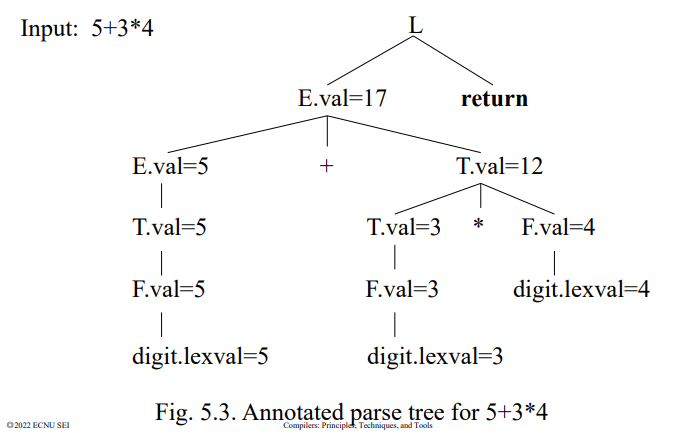 Input: 5+3*4
L
E.val=17 return
E.val=5 + T.val=12
T.val=5 T.val=3 * F.val=4
F.val=5 F.val=3 digit.lexval=4
digit.lexval=5 digit.lexval=3
Fig. 5.3. Annotated parse tree for 5+3*4
©2022 ECNU SEI
Compilers: Principles, Techniques, and Tools